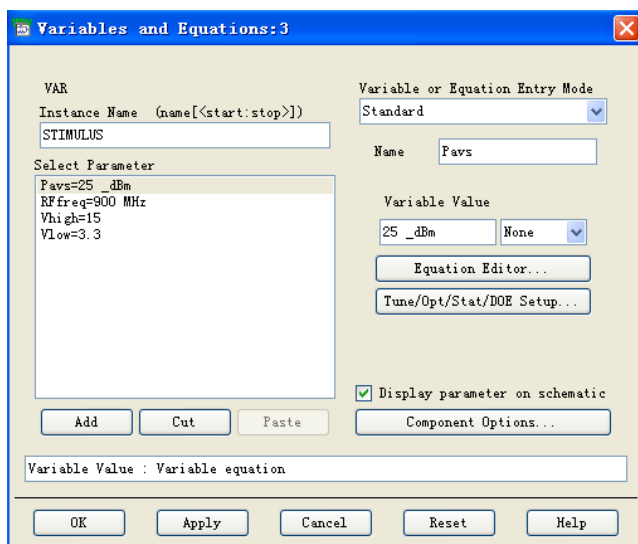 Variables and Equations:3
VAR
Instance Name (name[<start:stop>])
STIMULUS
Select Parameter
Pavs=25 _dBm
RFfreq=900 MHz
Vhigh=15
Vlow=3.3
Add
Cut
Paste
Variable or Equation Entry Mode
Standard
Name
Pavs
Variable Value
25 _dBm
None
Equation Editor...
Tune/Opt/Stat/DOE Setup...
Display parameter on schematic
Component Options...
Variable Value : Variable equation
OK
Apply
Cancel
Reset
Help